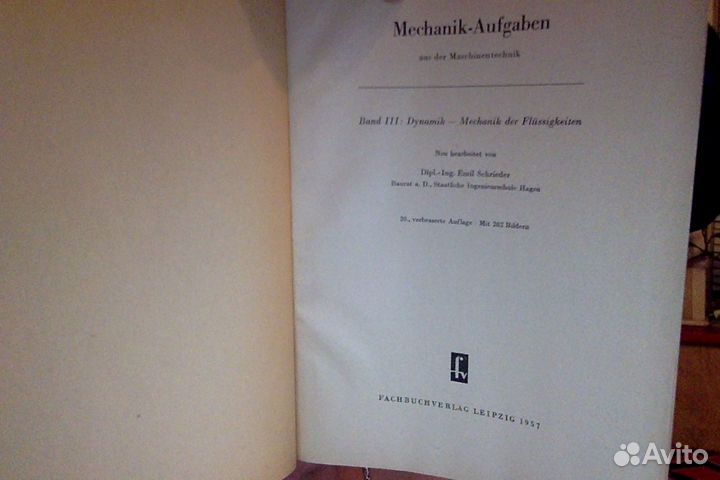 Mechanik-Aufgaben
aus der Maschinentechnik
Band III: Dynamik — Mechanik der Flüssigkeiten
Neu bearbeitet von
Dipl.-Ing. Emil Schrieder
Baurat a. D., Staatliche Ingenieurschule Hagen
20., verbesserte Auflage · Mit 262 Bildern
fv
FACHBUCHVERLAG LEIPZIG 1957
Avito